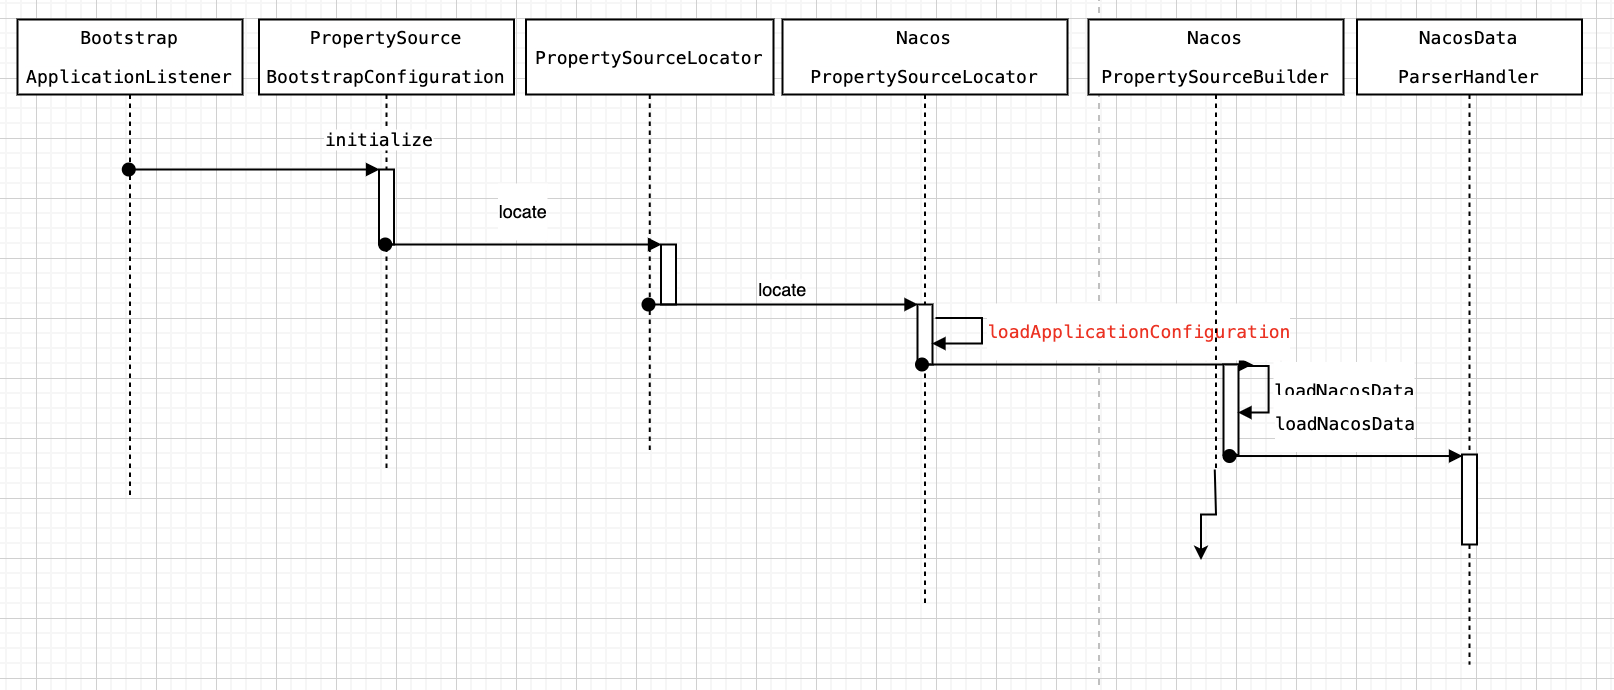 Bootstrap
ApplicationListener
PropertySource
BootstrapConfiguration
PropertySourceLocator
Nacos
PropertySourceLocator
Nacos
PropertySourceBuilder
NacosData
ParserHandler
initialize
locate
locate
loadApplicationConfiguration
loadNacosData
loadNacosData